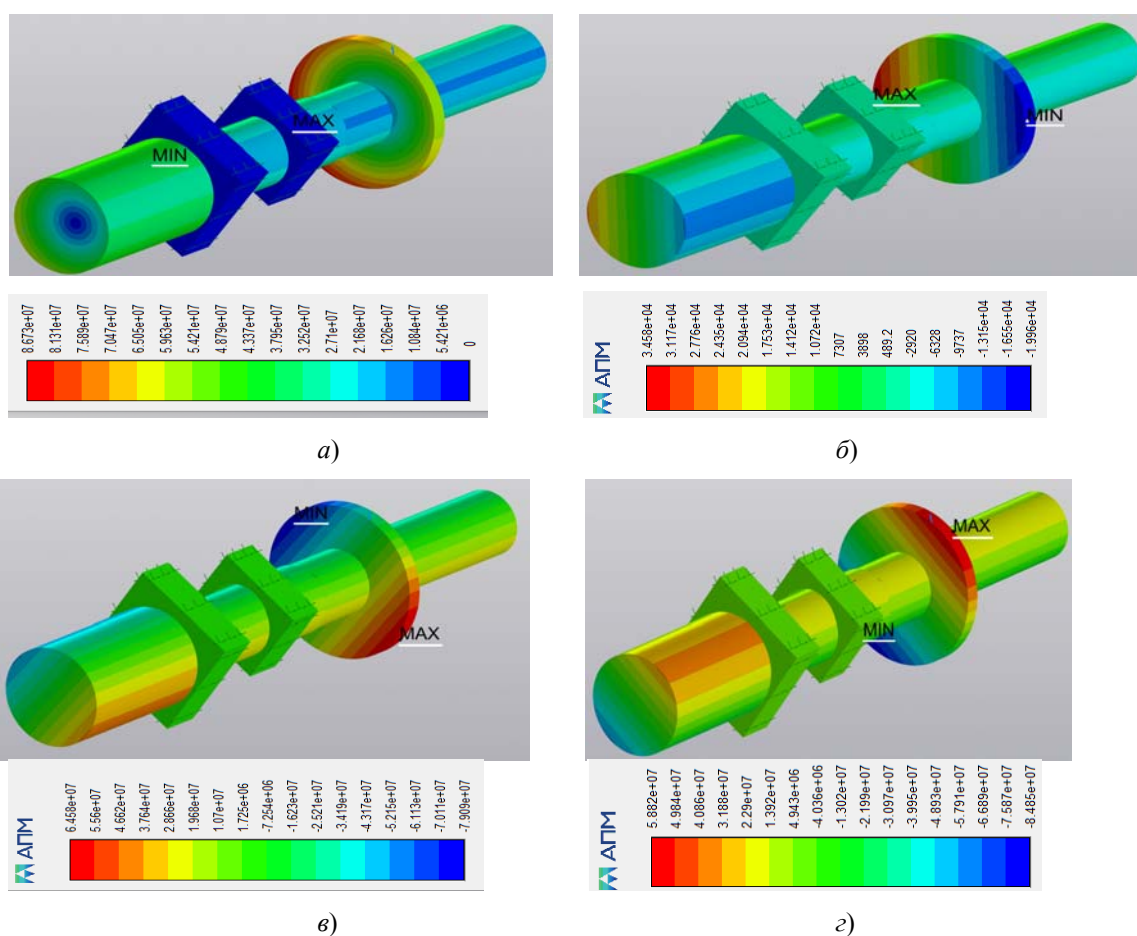 MIN
MAX
MAX
MIN
8.673e+07 8.131e+07 7.589e+07 7.047e+07 6.505e+07 5.963e+07 5.421e+07 4.879e+07 4.337e+07 3.795e+07 3.252e+07 2.71e+07 2.168e+07 1.626e+07 1.084e+07 5.421e+06 0
АПМ
3.458e+04 3.117e+04 2.776e+04 2.435e+04 2.094e+04 1.753e+04 1.412e+04 1.072e+04 7307 3898 489.2 -2920 -6328 -9737 -1.315e+04 -1.655e+04 -1.996e+04
а)
б)
MIN
MAX
MAX
MIN
АПМ
6.458e+07 5.56e+07 4.662e+07 3.764e+07 2.866e+07 1.968e+07 1.07e+07 1.725e+06 -7.254e+06 -1.623e+07 -2.521e+07 -3.419e+07 -4.317e+07 -5.215e+07 -6.113e+07 -7.011e+07 -7.909e+07
АПМ
5.882e+07 4.984e+07 4.086e+07 3.188e+07 2.29e+07 1.392e+07 4.943e+06 -4.036e+06 -1.302e+07 -2.199e+07 -3.097e+07 -3.995e+07 -4.893e+07 -5.791e+07 -6.689e+07 -7.587e+07 -8.485e+07
в)
г)